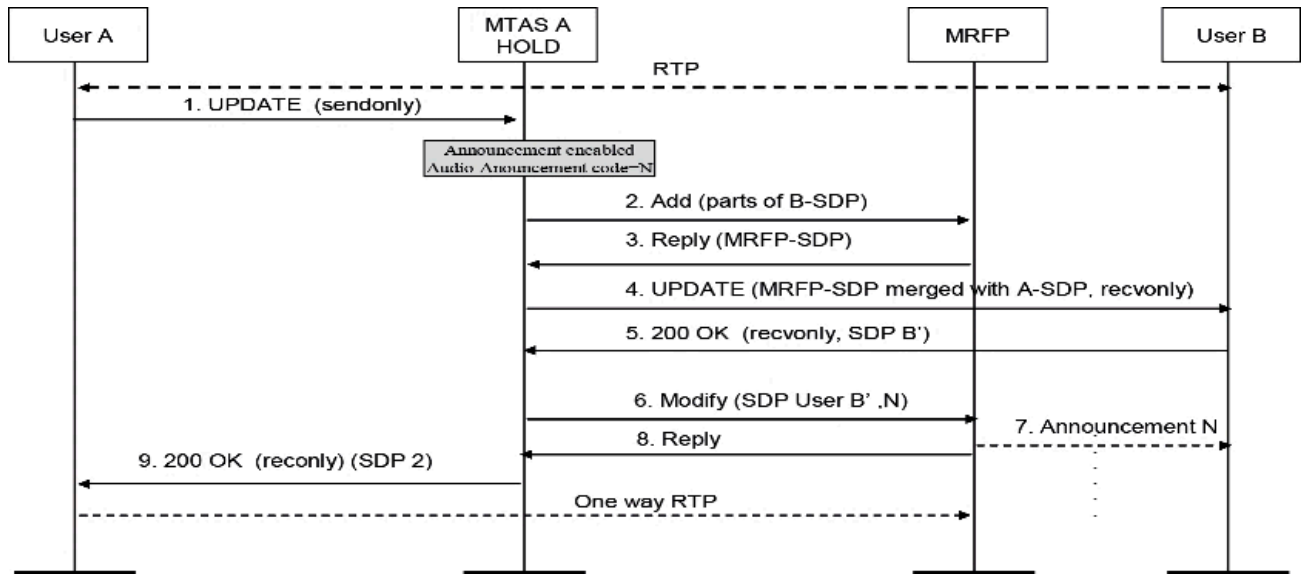 User A
MTAS A
HOLD
MRFP
User B
RTP
1. UPDATE (sendonly)
Announcement eneabled
Audio Anouncement code=N
2. Add (parts of B-SDP)
3. Reply (MRFP-SDP)
4. UPDATE (MRFP-SDP merged with A-SDP, recvonly)
5. 200 OK (recvonly, SDP B’)
6. Modify (SDP User B’ ,N)
7. Announcement N
8. Reply
9. 200 OK (reconly) (SDP 2)
One way RTP